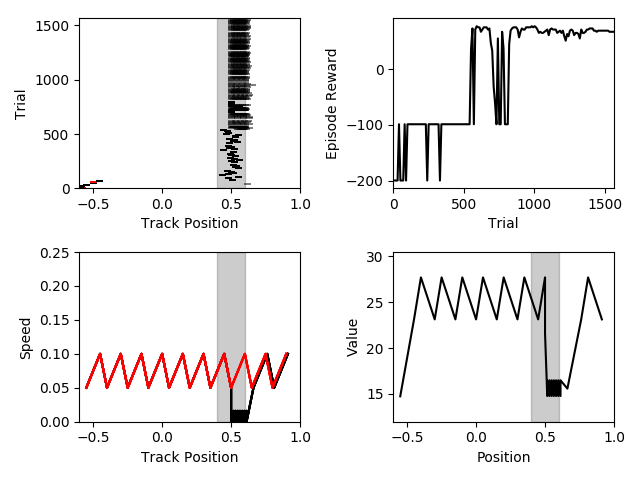 1500
1000
500
0
Trial
−0.5 0.0 0.5 1.0
Track Position
0
−100
−200
Episode Reward
0 500 1000 1500
Trial
0.25
0.20
0.15
0.10
0.05
0.00
Speed
−0.5 0.0 0.5 1.0
Track Position
30
25
20
15
Value
−0.5 0.0 0.5 1.0
Position